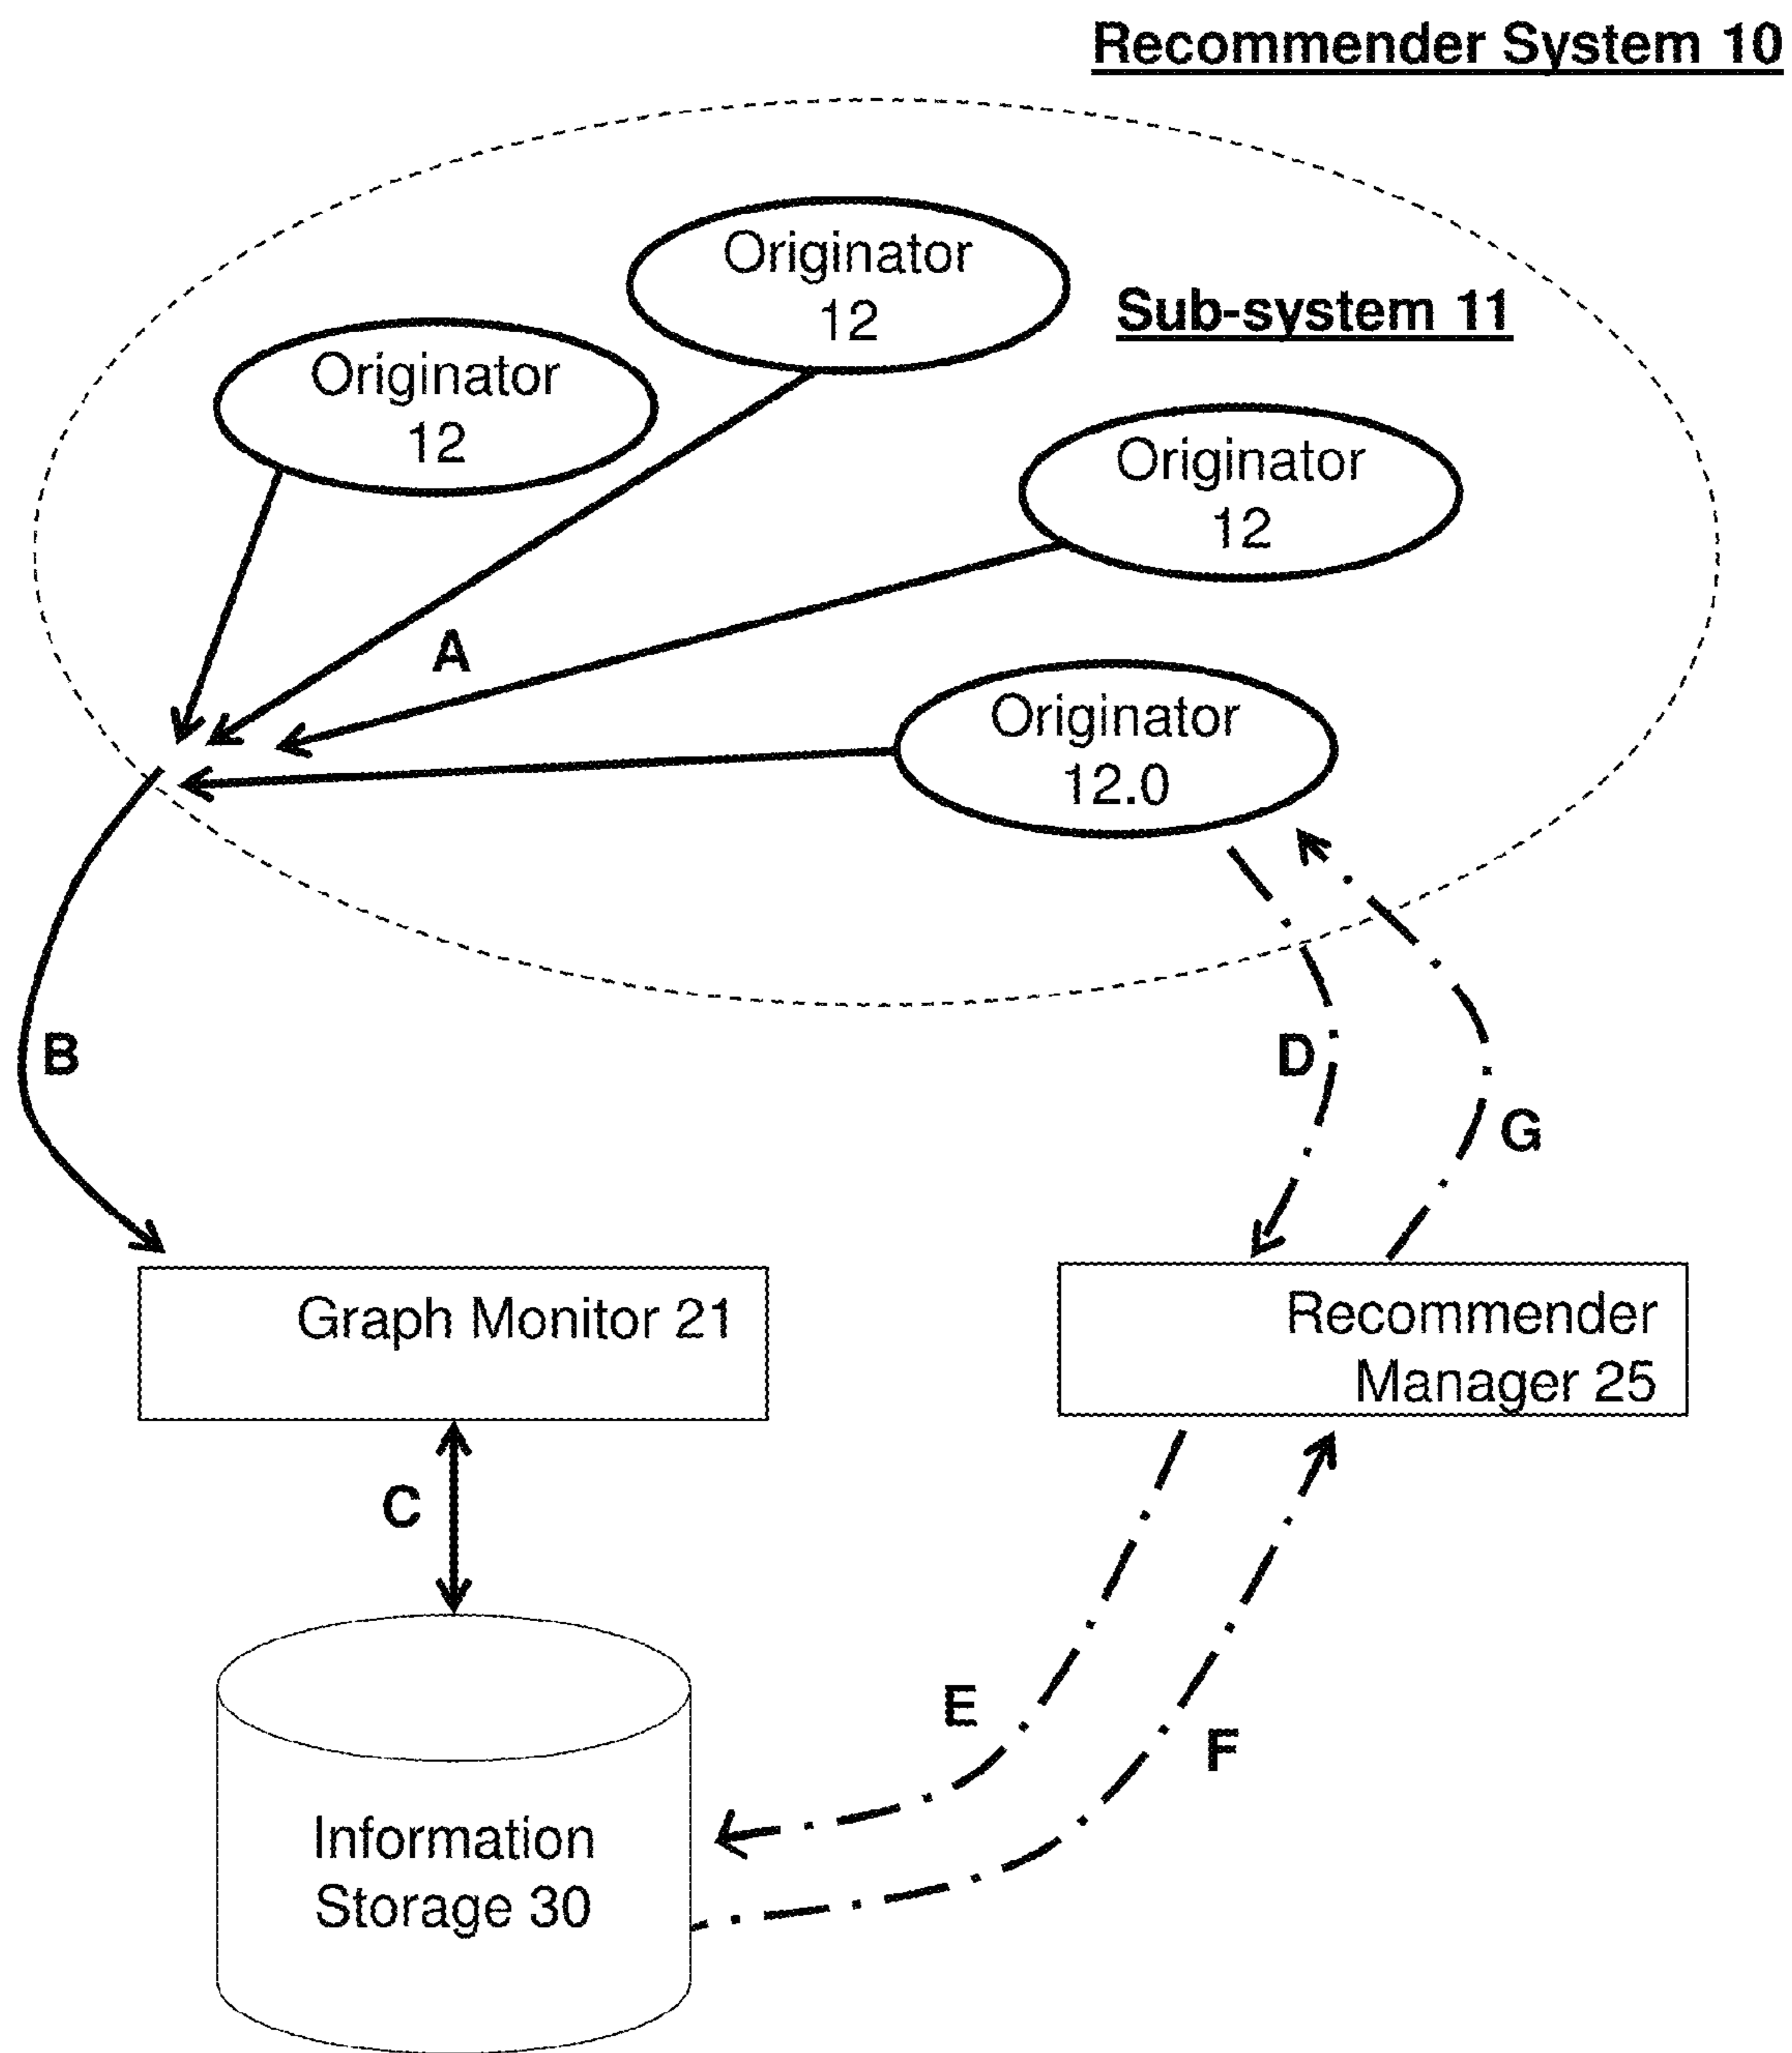 Recommender System 10
Originator
12
Sub-system 11
Originator
12
Originator
12
A
Originator
12.0
B
D
G
Graph Monitor 21
Recommender
Manager 25
C
E
F
Information
Storage 30